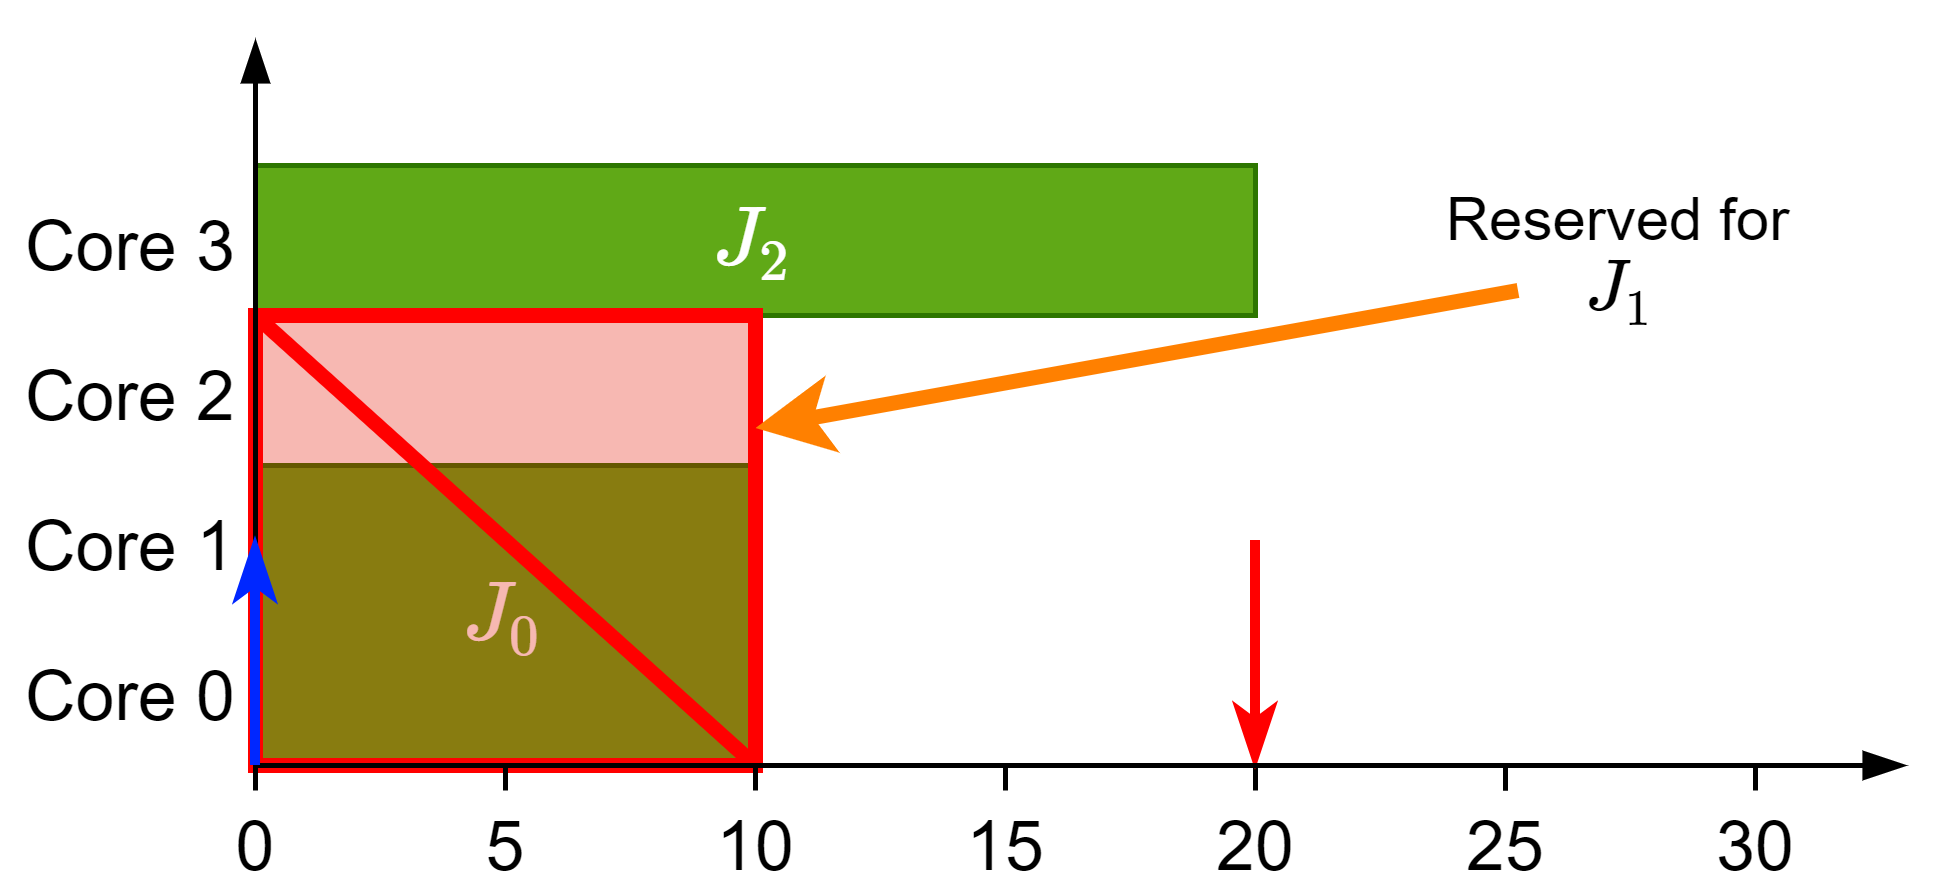 Core 3
J₂
Reserved for
J₁
Core 2
Core 1
J₀
Core 0
0 5 10 15 20 25 30